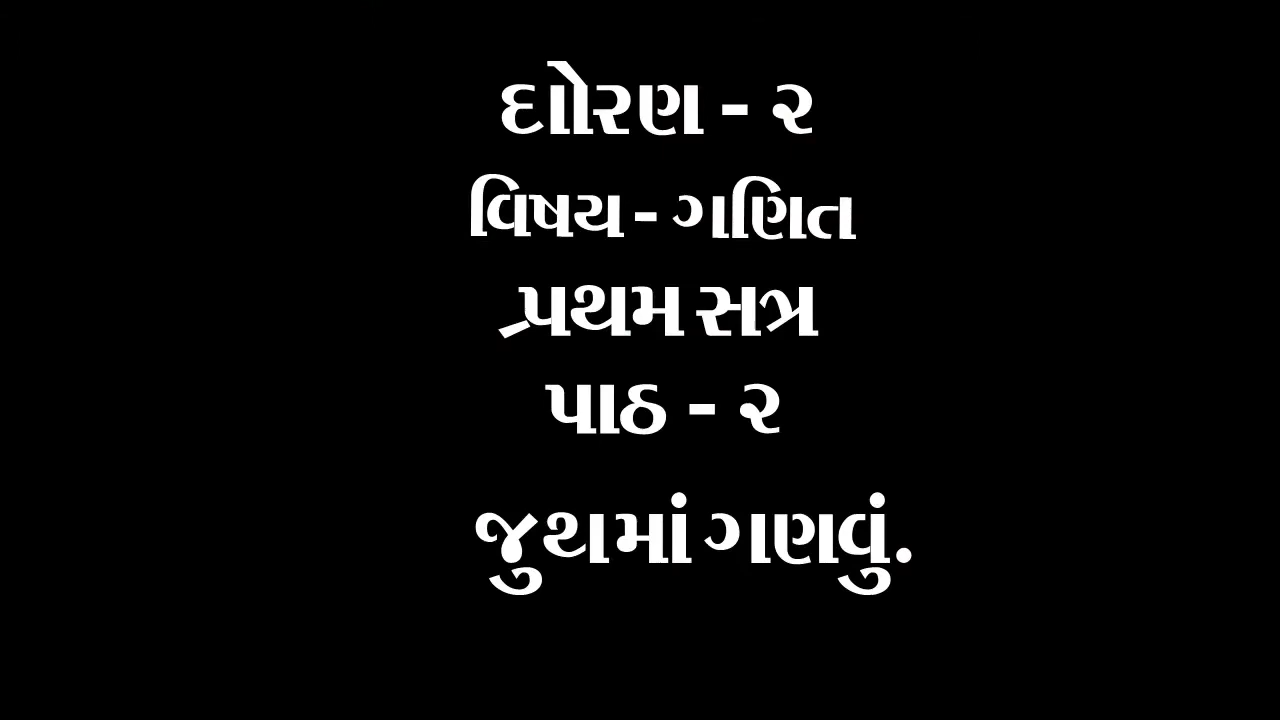 ધોરણ - ૨
વિષય - ગણિત
પ્રથમ સત્ર
પાઠ - ૨
જુથમાં ગણવું.